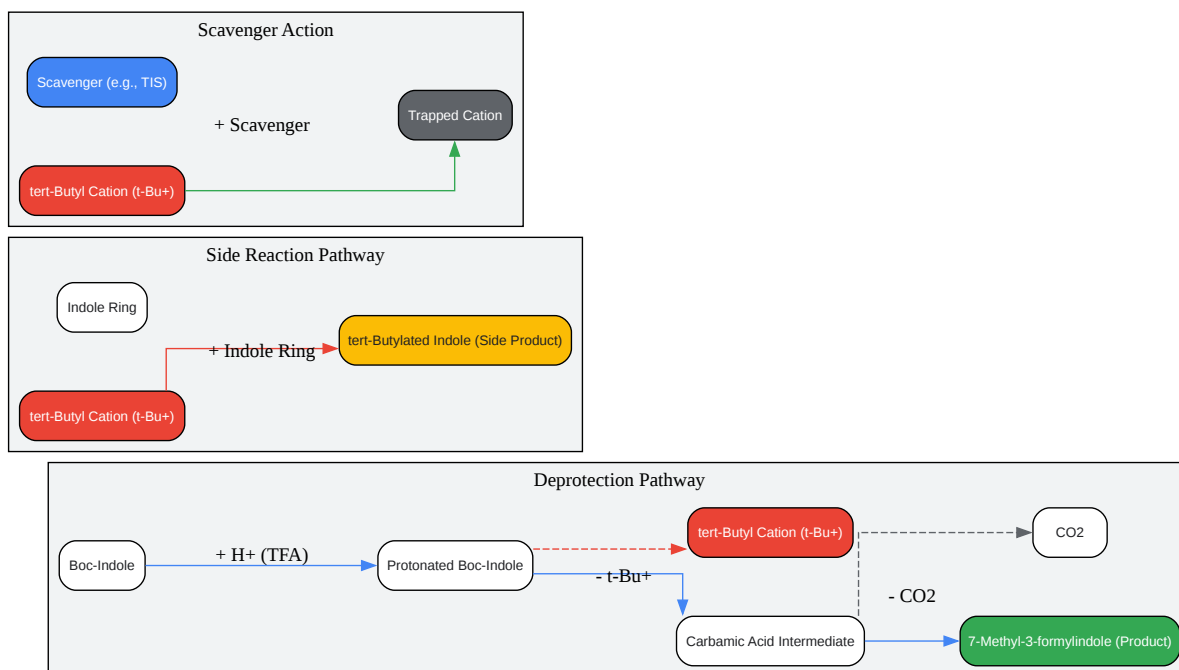 Scavenger Action
Scavenger (e.g., TIS)
+ Scavenger
Trapped Cation
tert-Butyl Cation (t-Bu+)
Side Reaction Pathway
Indole Ring
+ Indole Ring
tert-Butylated Indole (Side Product)
tert-Butyl Cation (t-Bu+)
Deprotection Pathway
Boc-Indole
+ H+ (TFA)
Protonated Boc-Indole
- t-Bu+
tert-Butyl Cation (t-Bu+)
CO2
- CO2
Carbamic Acid Intermediate
7-Methyl-3-formylindole (Product)